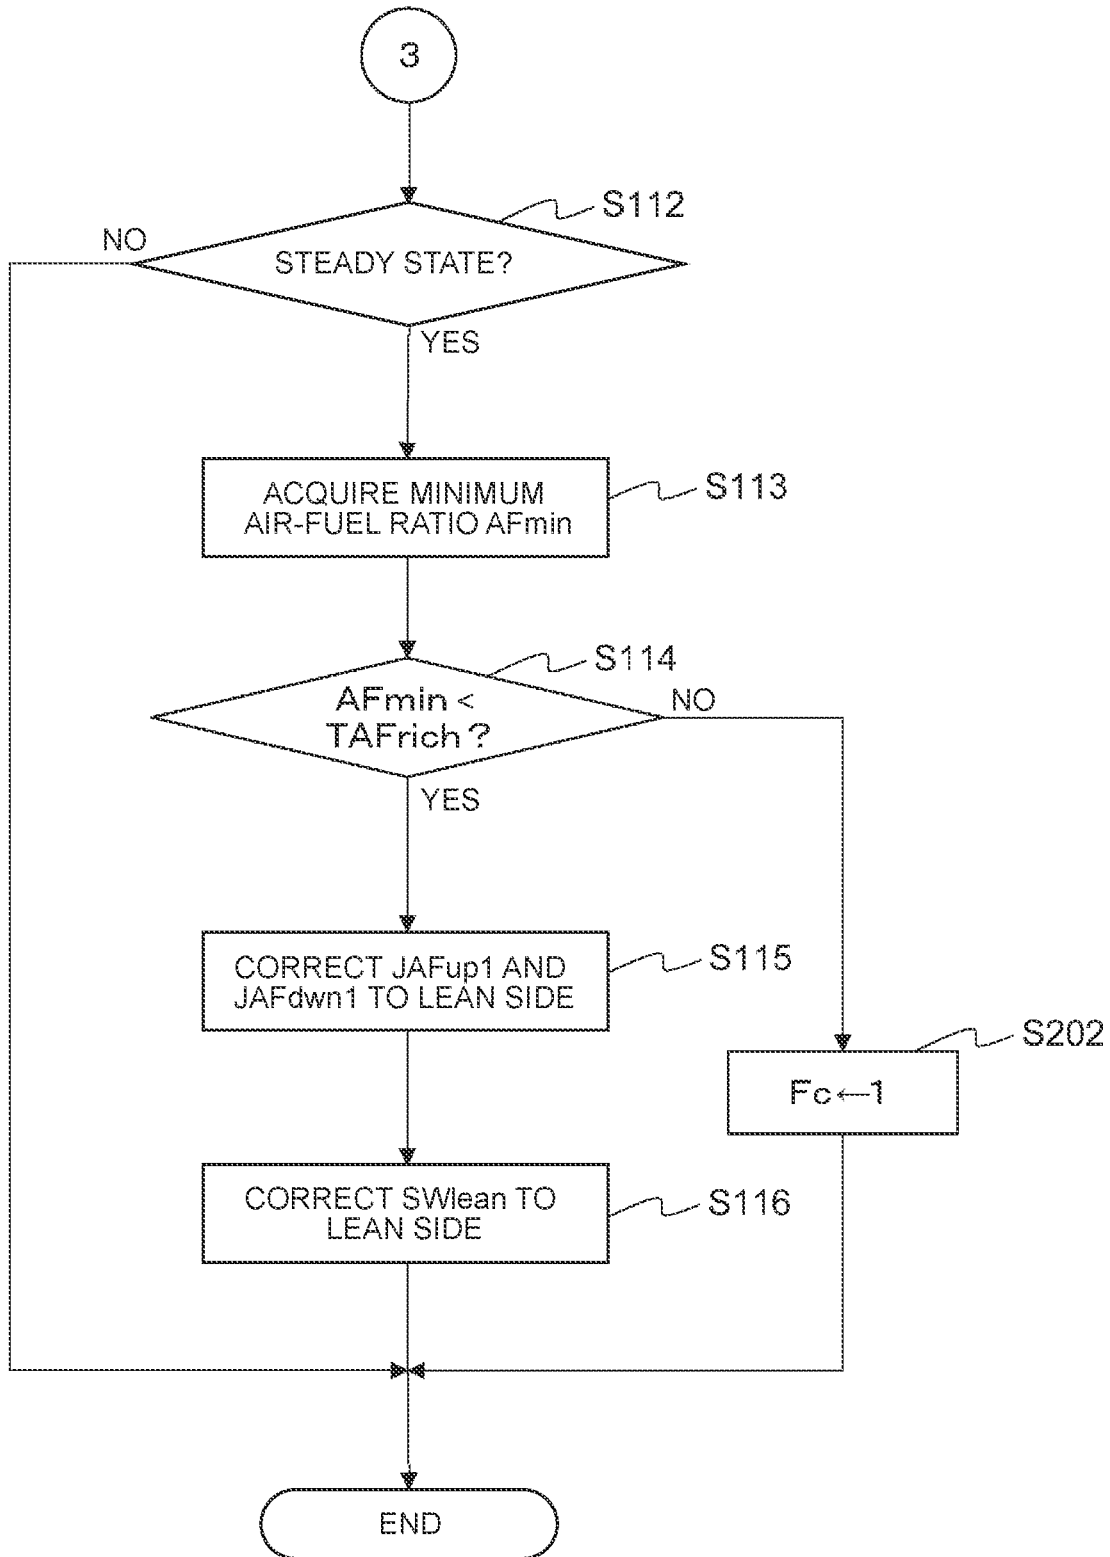 3
S112
NO
STEADY STATE?
YES
ACQUIRE MINIMUM
AIR-FUEL RATIO AFmin
S113
S114
AFmin <
TAFrich ?
NO
YES
CORRECT JAFup1 AND
JAFdwn1 TO LEAN SIDE
S115
S202
Fc←1
CORRECT SWlean TO
LEAN SIDE
S116
END